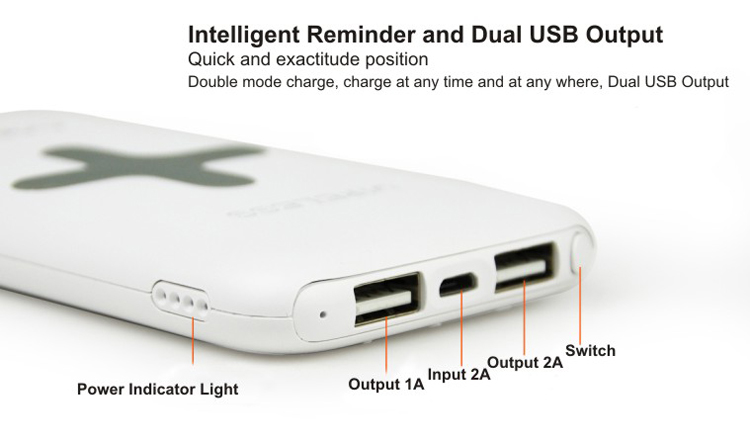 Intelligent Reminder and Dual USB Output
Quick and exactitude position
Double mode charge, charge at any time and at any where, Dual USB Output
Power Indicator Light
Output 1A
Input 2A
Output 2A
Switch